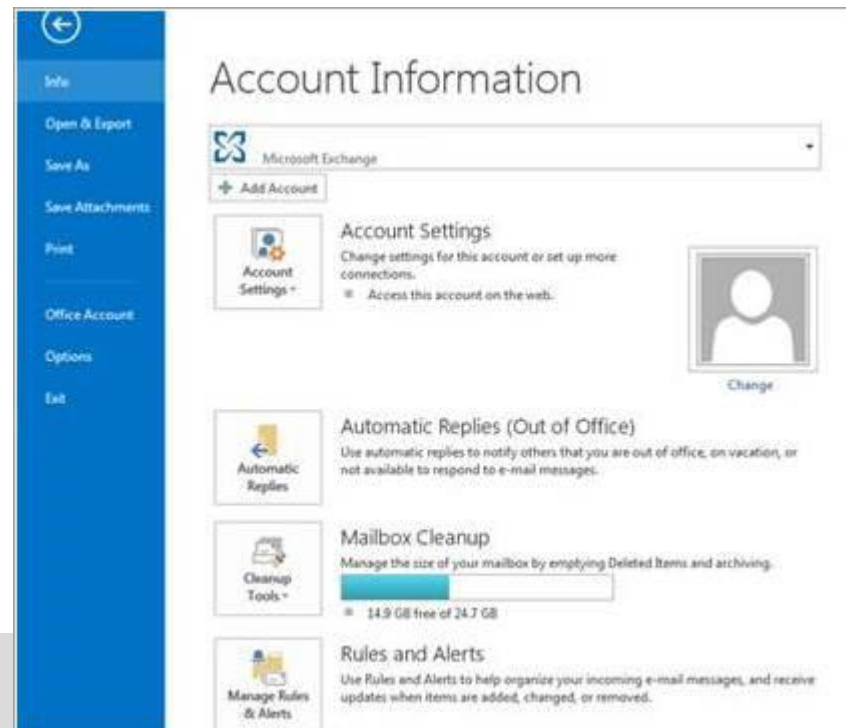 Info
Open & Export
Save As
Save Attachments
Print
Office Account
Options
Exit
Account Information
Microsoft Exchange
Add Account
Account
Settings
Account Settings
Change settings for this account or set up more
connections.
Access this account on the web.
Change
Automatic
Replies
Automatic Replies (Out of Office)
Use automatic replies to notify others that you are out of office, on vacation, or
not available to respond to e-mail messages.
Cleanup
Tools
Mailbox Cleanup
Manage the size of your mailbox by emptying Deleted Items and archiving.
14.9 GB free of 24.7 GB
Manage Rules
& Alerts
Rules and Alerts
Use Rules and Alerts to help organize your incoming e-mail messages, and receive
updates when items are added, changed, or removed.